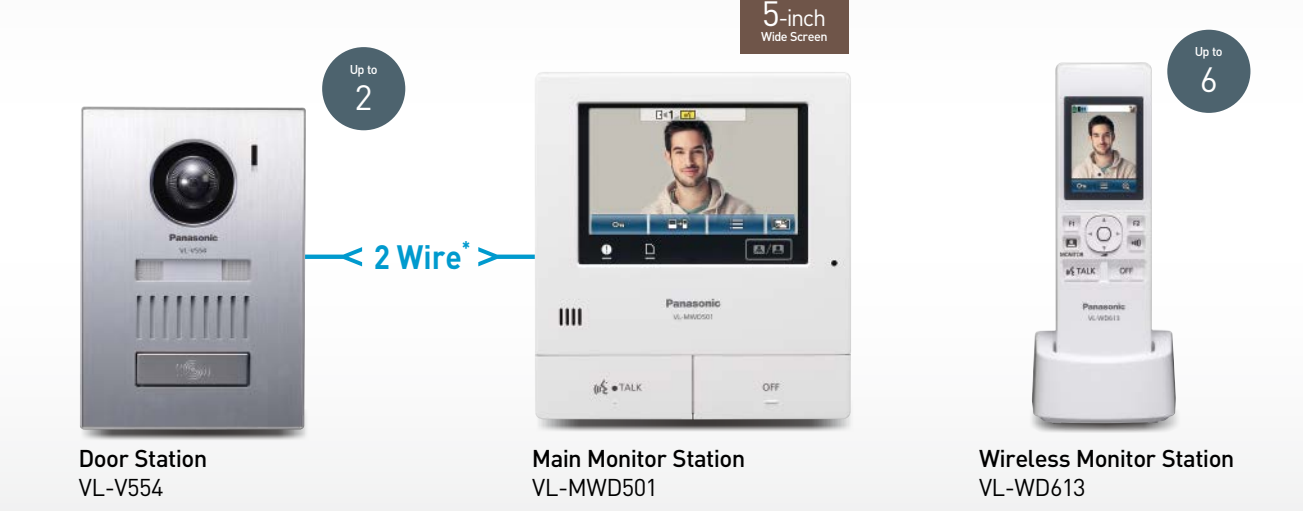 5-inch
Wide Screen
Up to
2
Up to
6
1
Panasonic
VL-V554
< 2 Wire* >
Panasonic
VL-MWD501
TALK
OFF
F1
F2
MONITOR
TALK
OFF
Panasonic
VL-WD613
Door Station
VL-V554
Main Monitor Station
VL-MWD501
Wireless Monitor Station
VL-WD613